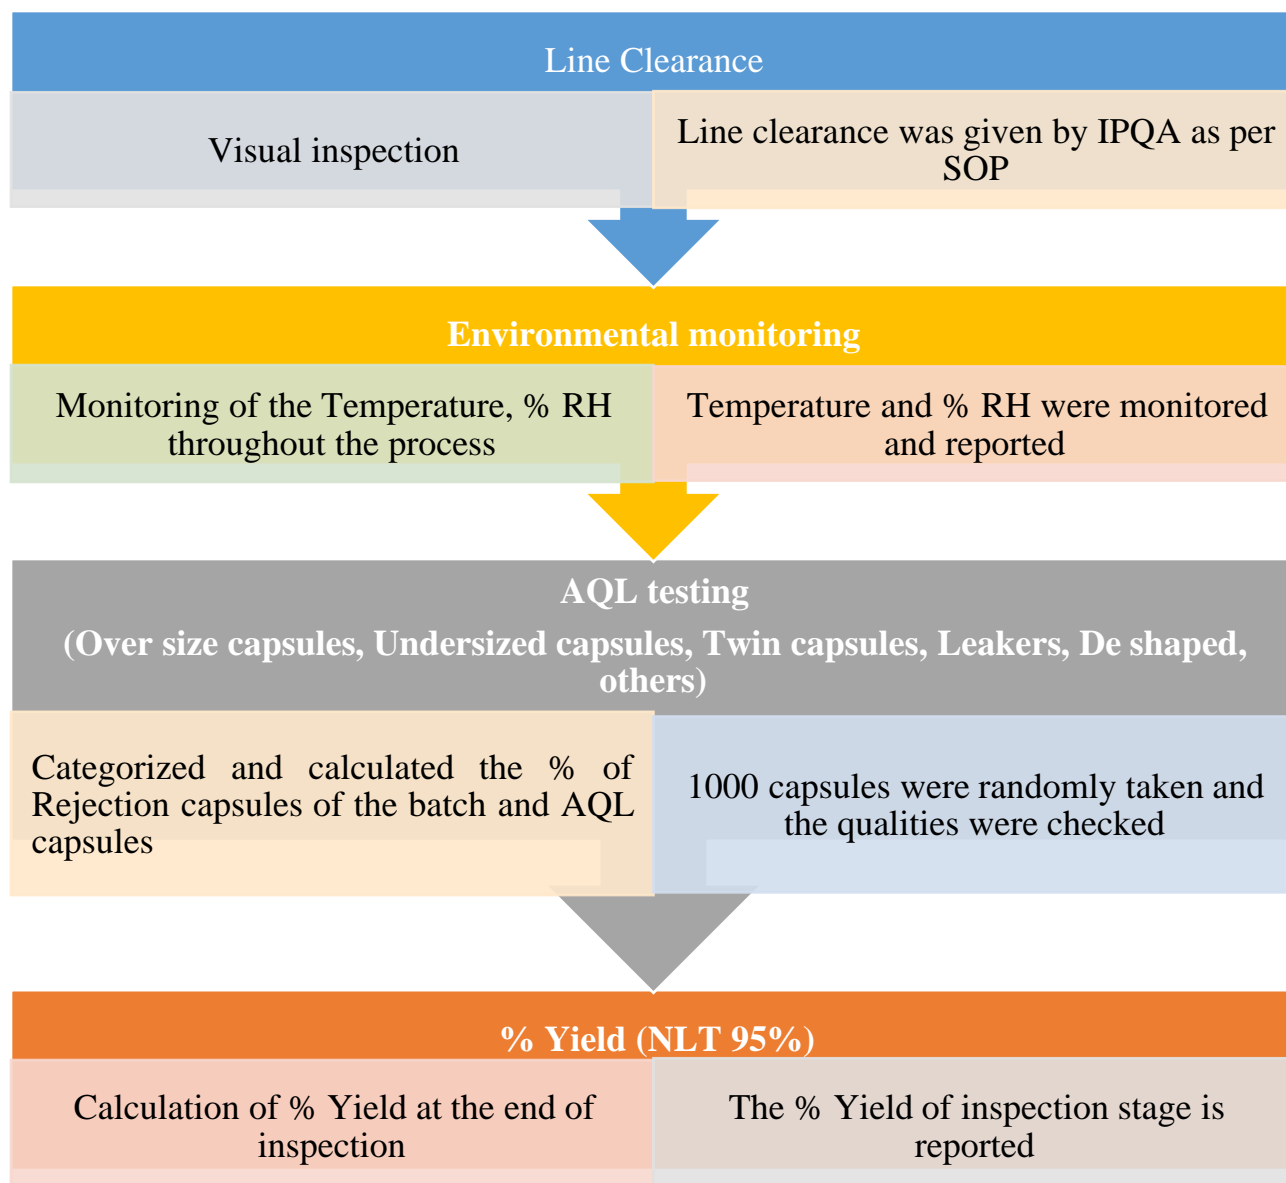 Line Clearance
Visual inspection
Line clearance was given by IPQA as per
SOP
Environmental monitoring
Monitoring of the Temperature, % RH
throughout the process
Temperature and % RH were monitored
and reported
AQL testing
(Over size capsules, Undersized capsules, Twin capsules, Leakers, De shaped,
others)
Categorized and calculated the % of
Rejection capsules of the batch and AQL
capsules
1000 capsules were randomly taken and
the qualities were checked
% Yield (NLT 95%)
Calculation of % Yield at the end of
inspection
The % Yield of inspection stage is
reported